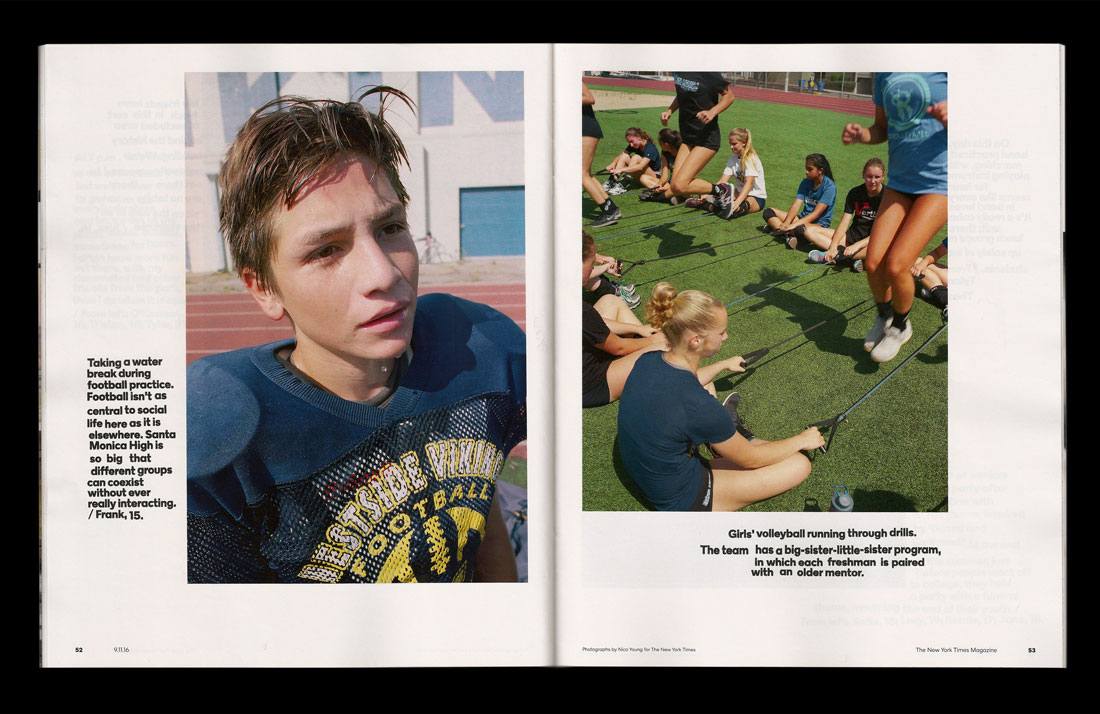 Taking a water
break during
football practice.
Football isn't as
central to social
life here as it is
elsewhere. Santa
Monica High is
so big that
different groups
can coexist
without ever
really interacting.
/ Frank, 15.
WESTSIDE VIKING
FOOTBALL
Girls' volleyball running through drills.
The team has a big-sister-little-sister program,
in which each freshman is paired
with an older mentor.
52
9.11.16
Photographs by Nico Young for The New York Times
The New York Times Magazine
53